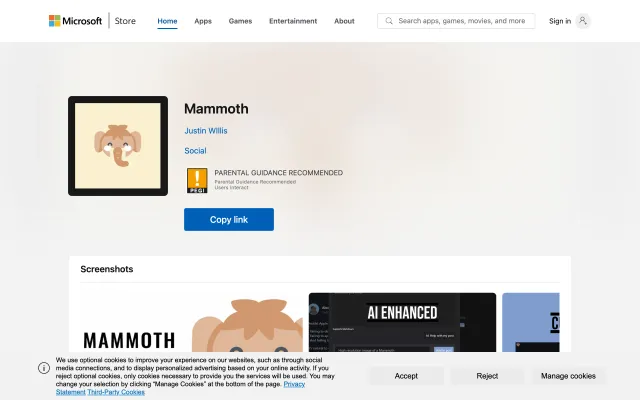 Microsoft | Store
Home Apps Games Entertainment About
Search apps, games, movies, and more
Sign in
Mammoth
Justin Willis
Social
PEGI
PARENTAL GUIDANCE RECOMMENDED
Parental Guidance Recommended
Users Interact
Copy link
Screenshots
MAMMOTH
AI ENHANCED
We use optional cookies to improve your experience on our websites, such as through social
media connections, and to display personalized advertising based on your online activity. If you
reject optional cookies, only cookies necessary to provide you the services will be used. You may
change your selection by clicking "Manage Cookies" at the bottom of the page. Privacy
Statement Third-Party Cookies
Accept Reject Manage cookies